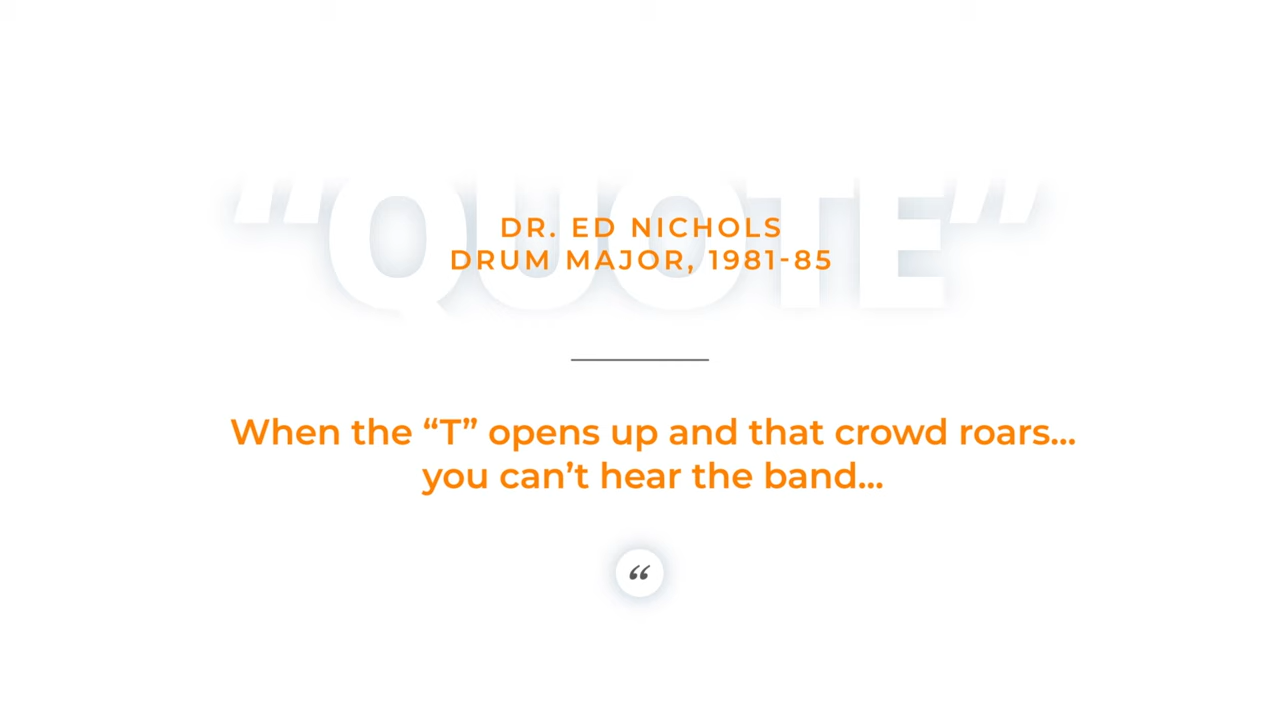 “QUOTE”
DR. ED NICHOLS
DRUM MAJOR, 1981-85
When the “T” opens up and that crowd roars...
you can’t hear the band...
“